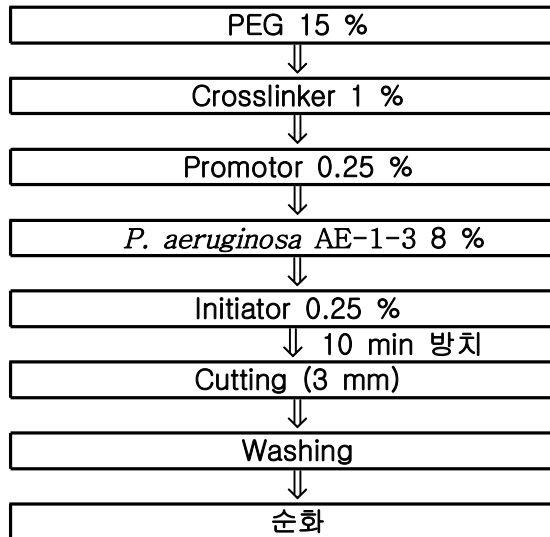 PEG 15 %
Crosslinker 1 %
Promotor 0.25 %
P. aeruginosa AE-1-3 8 %
Initiator 0.25 %
10 min 방치
Cutting (3 mm)
Washing
순화